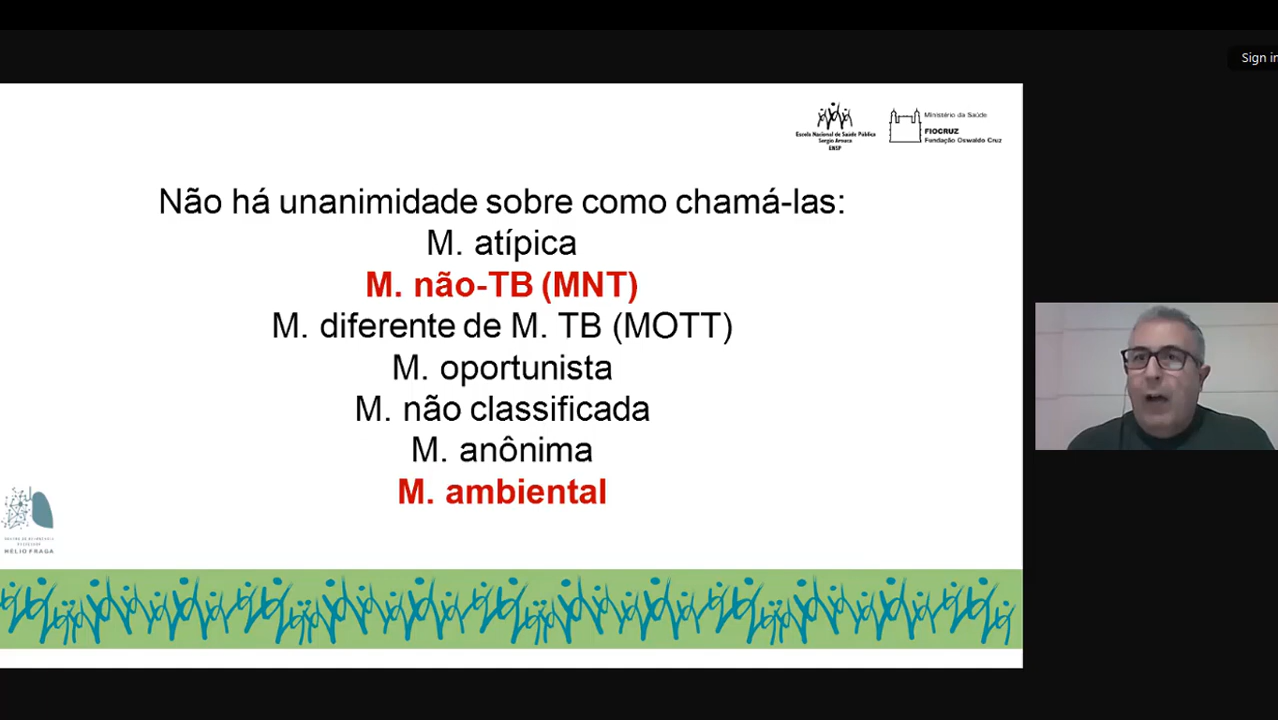 Sign in
Escola Nacional de Saúde Pública
Sergio Arouca
ENSP
Ministério da Saúde
FIOCRUZ
Fundação Oswaldo Cruz
Não há unanimidade sobre como chamá-las:
M. atípica
M. não-TB (MNT)
M. diferente de M. TB (MOTT)
M. oportunista
M. não classificada
M. anônima
M. ambiental
HÉLIO FRAGA